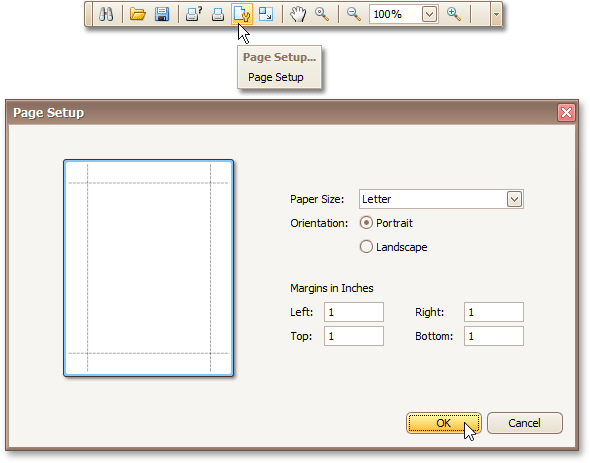 100%
Page Setup...
Page Setup
Page Setup
Paper Size: Letter
Orientation: Portrait
Landscape
Margins in Inches
Left: 1 Right: 1
Top: 1 Bottom: 1
OK Cancel